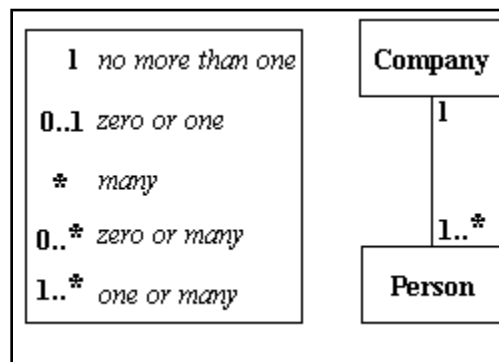 1 no more than one
0..1 zero or one
* many
0..* zero or many
1..* one or many
Company
1
1..*
Person